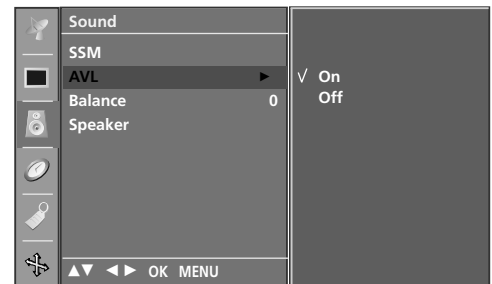 Sound
SSM
AVL ►
Balance 0
Speaker
▲▼ ◄► OK MENU
√ On
Off